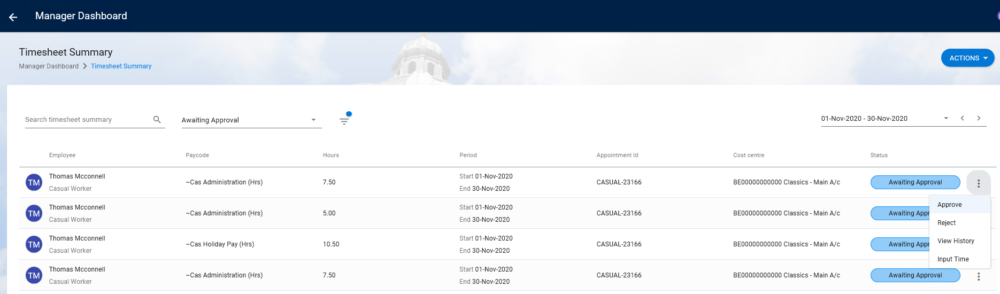 Manager Dashboard
Timesheet Summary
Manager Dashboard > Timesheet Summary
ACTIONS
Search timesheet summary
Awaiting Approval
01-Nov-2020 - 30-Nov-2020
Employee Paycode Hours Period Appointment Id Cost centre Status
TM Thomas Mcconnell Casual Worker ~Cas Administration (Hrs) 7.50 Start 01-Nov-2020 End 30-Nov-2020 CASUAL-23166 BE00000000000 Classics - Main A/c Awaiting Approval
TM Thomas Mcconnell Casual Worker ~Cas Administration (Hrs) 5.00 Start 01-Nov-2020 End 30-Nov-2020 CASUAL-23166 BE00000000000 Classics - Main A/c Awaiting Appr
TM Thomas Mcconnell Casual Worker ~Cas Holiday Pay (Hrs) 10.50 Start 01-Nov-2020 End 30-Nov-2020 CASUAL-23166 BE00000000000 Classics - Main A/c Awaiting Appr
TM Thomas Mcconnell Casual Worker ~Cas Administration (Hrs) 7.50 Start 01-Nov-2020 End 30-Nov-2020 CASUAL-23166 BE00000000000 Classics - Main A/c Awaiting Approval
Approve
Reject
View History
Input Time